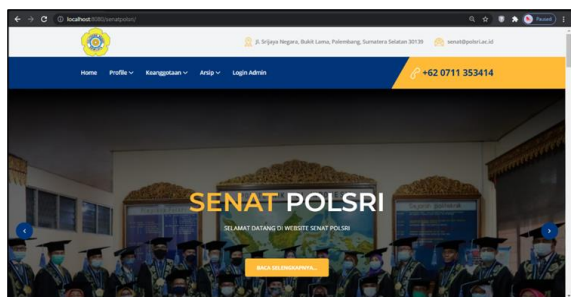 localhost:8080/senatpolsri/
Paused
Jl. Srijaya Negara, Bukit Lama, Palembang, Sumatera Selatan 30139
senat@polsri.ac.id
Home Profile Keanggotaan Arsip Login Admin
+62 0711 353414
SENAT POLSRI
SELAMAT DATANG DI WEBSITE SENAT POLSRI
BACA SELENGKAPNYA...